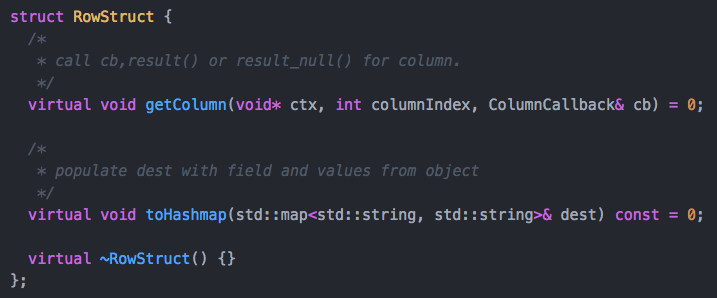 struct RowStruct {
/*
* call cb,result() or result_null() for column.
*/
virtual void getColumn(void* ctx, int columnIndex, ColumnCallback& cb) = 0;
/*
* populate dest with field and values from object
*/
virtual void toHashmap(std::map<std::string, std::string>& dest) const = 0;
virtual ~RowStruct() {}
};